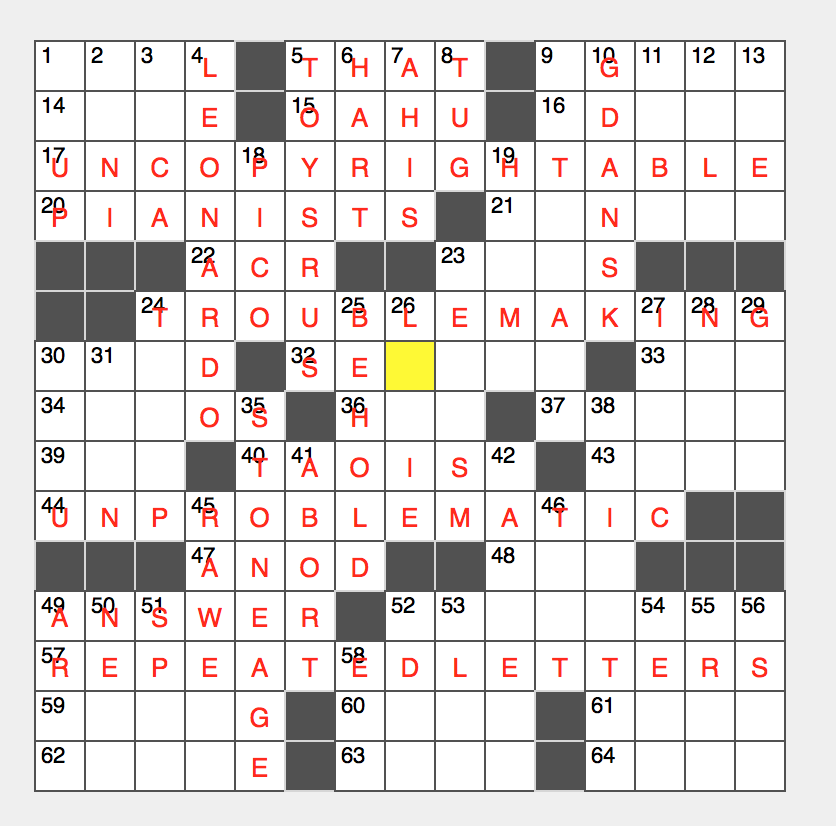 1 2 3 4 L 5 T 6 H 7 A 8 T 9 10 G 11 12 13
14 E 15 O A H U 16 D
17 U N C O 18 P Y R I G 19 H T A B L E
20 P I A N I S T S 21 N
22 A C R 23 S
24 T R O U 25 B 26 L E M A K 27 I 28 N 29 G
30 31 D 32 S E 33
34 O 35 S 36 H 37 38
39 40 T 41 A O I S 42 43
44 U N P 45 R O B L E M A 46 T I C
47 A N O D 48
49 A 50 N 51 S W E R 52 53 54 55 56
57 R E P E A T 58 E D L E T T E R S
59 G 60 61
62 E 63 64